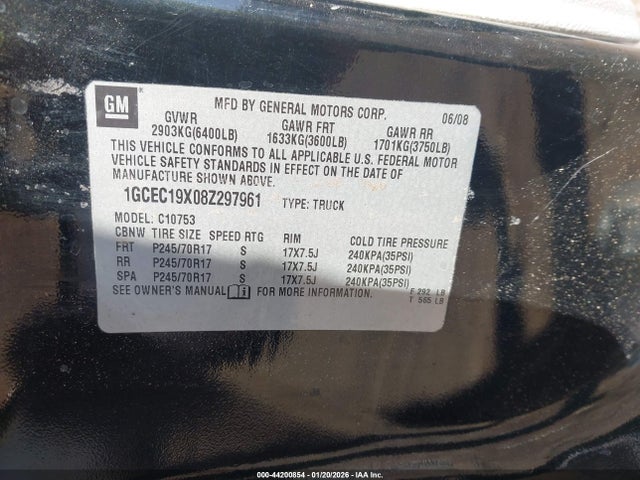 GM
MFD BY GENERAL MOTORS CORP. 06/08
GVWR GAWR FRT GAWR RR
2903KG(6400LB) 1633KG(3600LB) 1701KG(3750LB)
THIS VEHICLE CONFORMS TO ALL APPLICABLE U.S. FEDERAL MOTOR
VEHICLE SAFETY STANDARDS IN EFFECT ON THE DATE OF
MANUFACTURE SHOWN ABOVE.
1GCEC19X08Z297961 TYPE: TRUCK
MODEL: C10753
CBNW TIRE SIZE SPEED RTG RIM COLD TIRE PRESSURE
FRT P245/70R17 S 17X7.5J 240KPA(35PSI)
RR P245/70R17 S 17X7.5J 240KPA(35PSI)
SPA P245/70R17 S 17X7.5J 240KPA(35PSI)
SEE OWNER'S MANUAL FOR MORE INFORMATION.
F 292 LB
T 585 LB
000-44200854 - 01/20/2026 - IAA Inc.